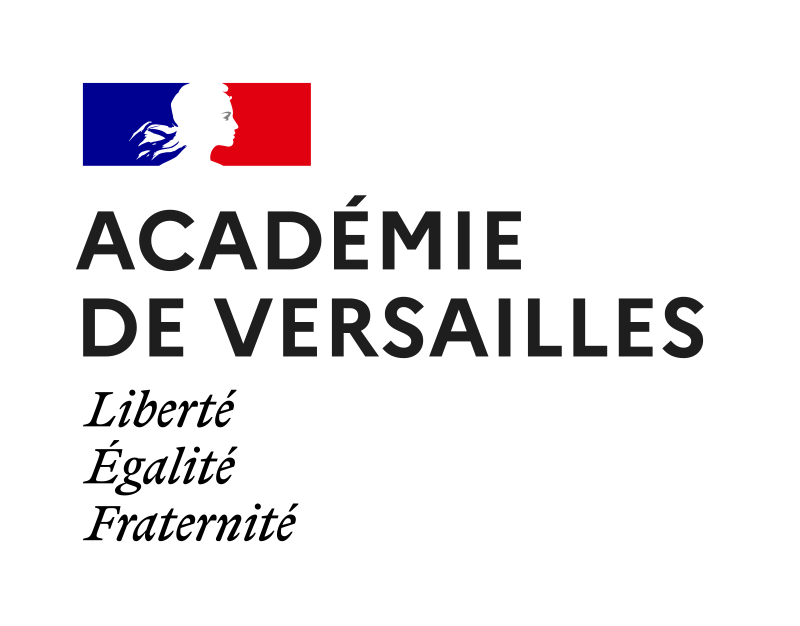 ACADÉMIE
DE VERSAILLES
Liberté
Égalité
Fraternité